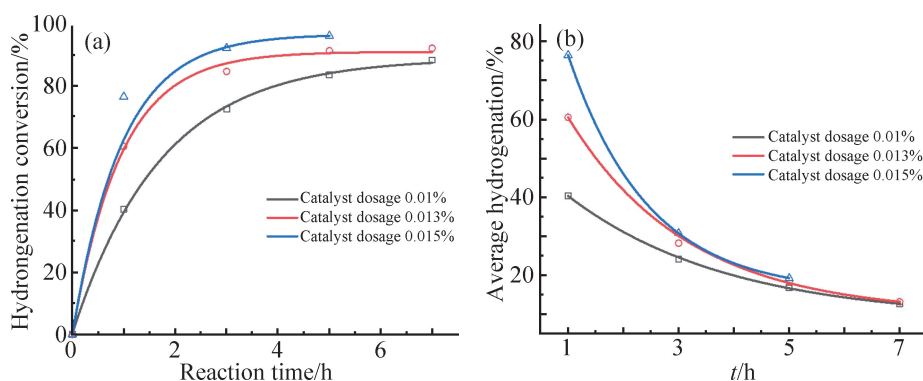 (a)
Hydrongenation conversion/%
100
80
60
40
20
0
0
2
4
6
Reaction time/h
Catalyst dosage 0.01%
Catalyst dosage 0.013%
Catalyst dosage 0.015%
(b)
Average hydrogenation/%
80
60
40
20
1
3
5
7
t/h
Catalyst dosage 0.01%
Catalyst dosage 0.013%
Catalyst dosage 0.015%